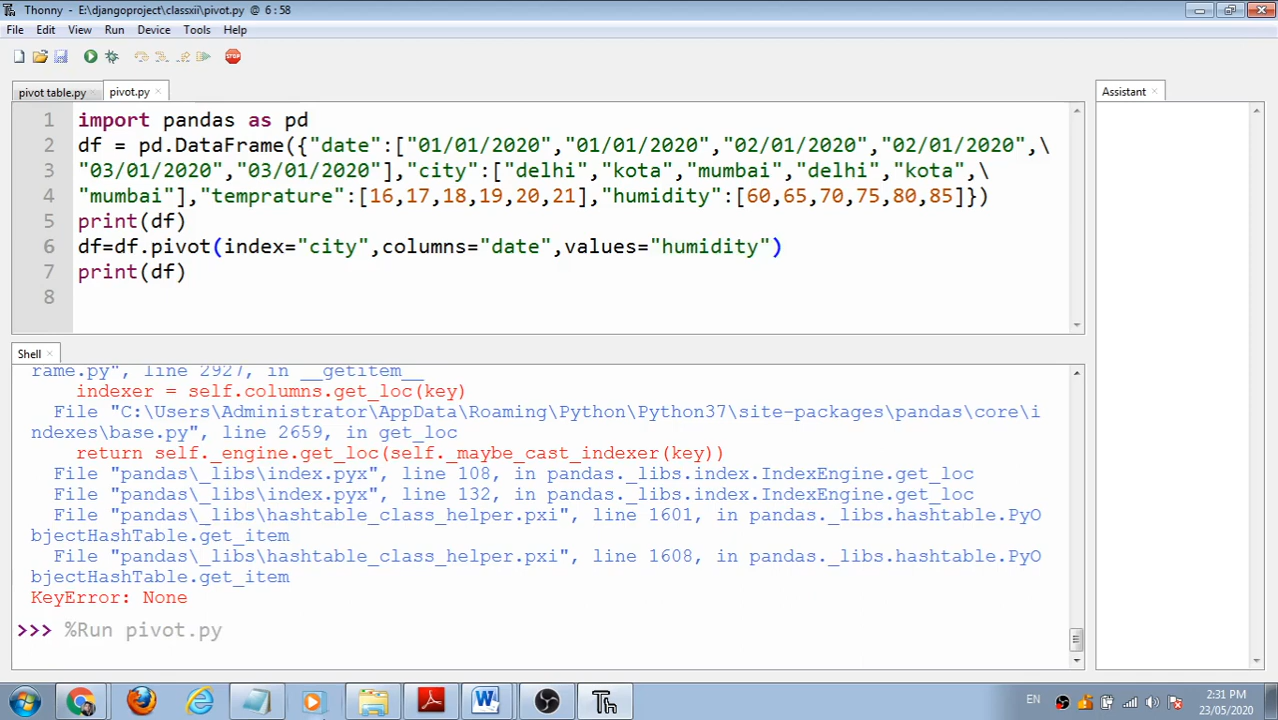 Thonny - E:\djangoproject\classxii\pivot.py @ 6:58
File Edit View Run Device Tools Help
STOP
pivot table.py × pivot.py ×
Assistant ×
1 import pandas as pd
2 df = pd.DataFrame({"date":["01/01/2020","01/01/2020","02/01/2020","02/01/2020",\
3 "03/01/2020","03/01/2020"],"city":["delhi","kota","mumbai","delhi","kota",\
4 "mumbai"],"temprature":[16,17,18,19,20,21],"humidity":[60,65,70,75,80,85]})
5 print(df)
6 df=df.pivot(index="city",columns="date",values="humidity")
7 print(df)
8
Shell ×
rame.py", line 2927, in __getitem__
indexer = self.columns.get_loc(key)
File "C:\Users\Administrator\AppData\Roaming\Python\Python37\site-packages\pandas\core\i
ndexes\base.py", line 2659, in get_loc
return self._engine.get_loc(self._maybe_cast_indexer(key))
File "pandas\_libs\index.pyx", line 108, in pandas._libs.index.IndexEngine.get_loc
File "pandas\_libs\index.pyx", line 132, in pandas._libs.index.IndexEngine.get_loc
File "pandas\_libs\hashtable_class_helper.pxi", line 1601, in pandas._libs.hashtable.PyO
bjectHashTable.get_item
File "pandas\_libs\hashtable_class_helper.pxi", line 1608, in pandas._libs.hashtable.PyO
bjectHashTable.get_item
KeyError: None
>>> %Run pivot.py
W
Th
EN
2:31 PM
23/05/2020